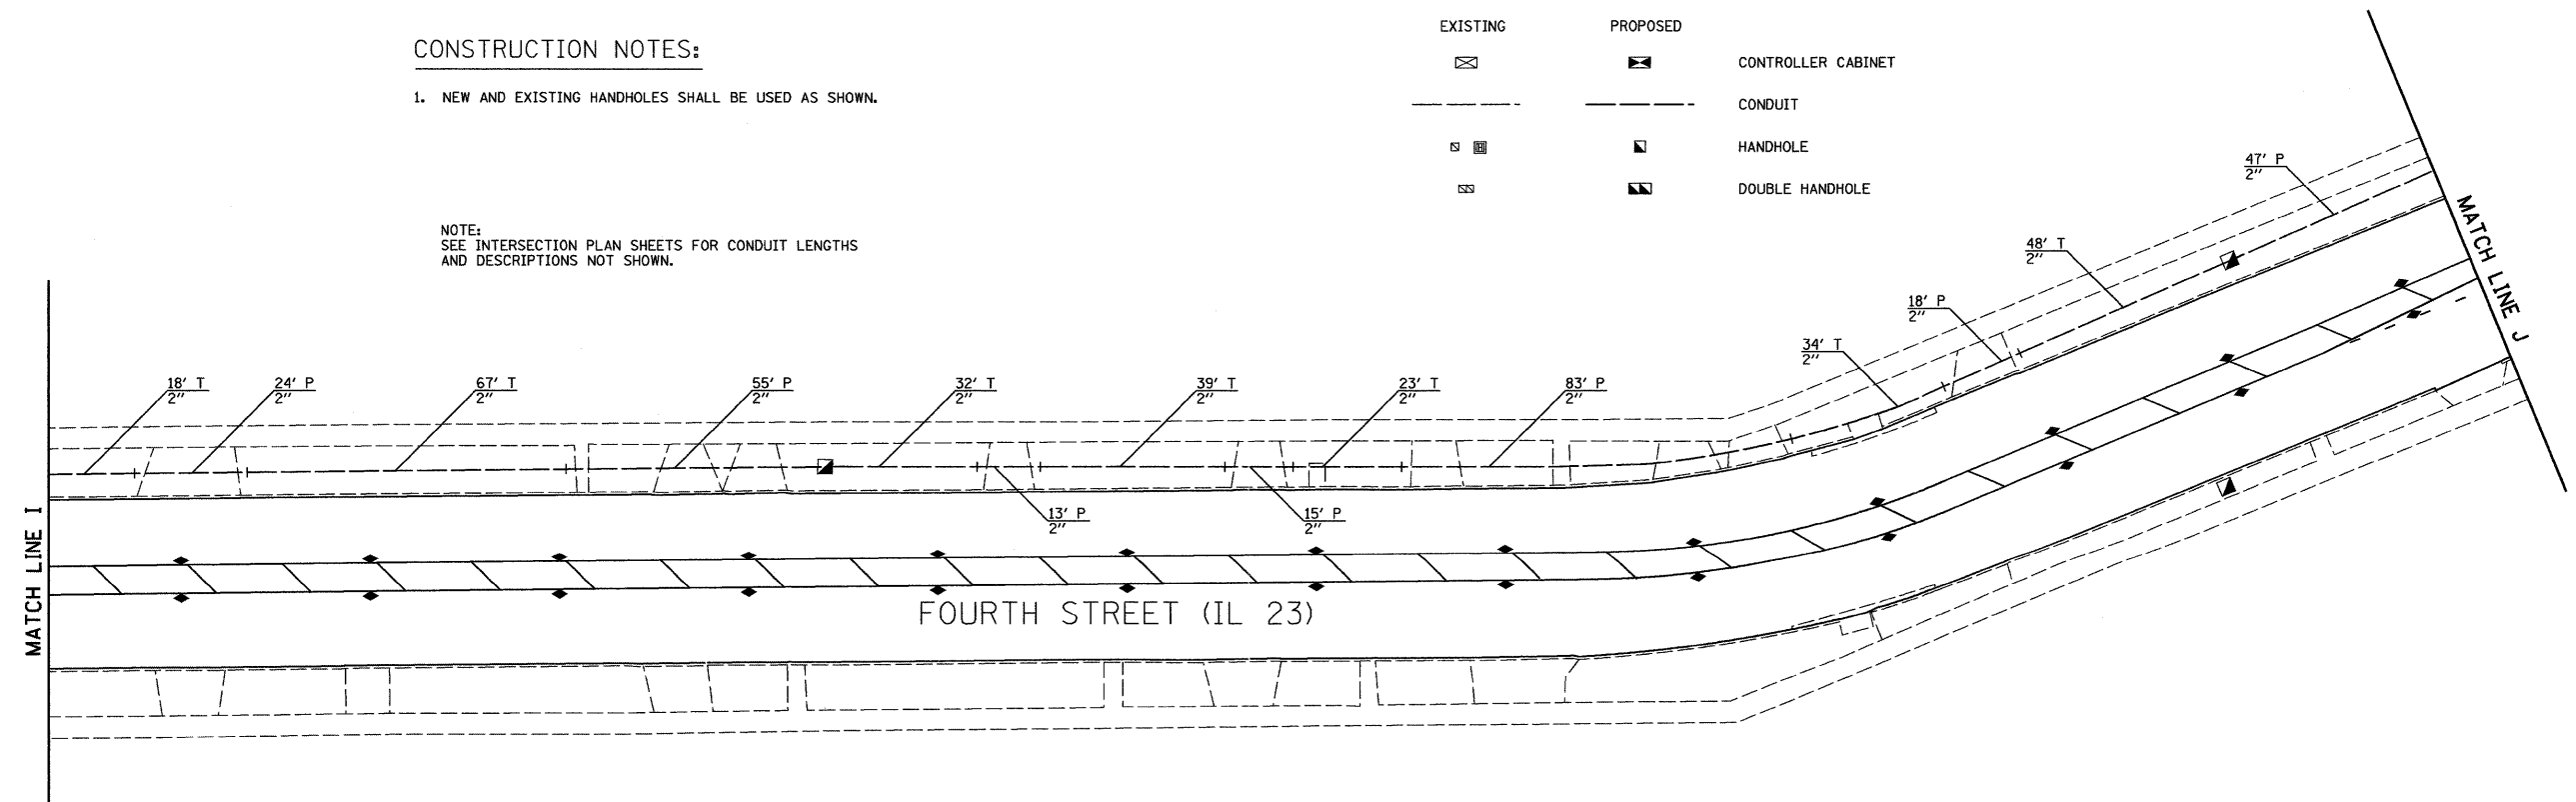 CONSTRUCTION NOTES:
1. NEW AND EXISTING HANDHOLES SHALL BE USED AS SHOWN.
NOTE:
SEE INTERSECTION PLAN SHEETS FOR CONDUIT LENGTHS
AND DESCRIPTIONS NOT SHOWN.
EXISTING PROPOSED
CONTROLLER CABINET
CONDUIT
HANDHOLE
DOUBLE HANDHOLE
MATCH LINE I
18' T
2"
24' P
2"
67' T
2"
55' P
2"
32' T
2"
13' P
2"
39' T
2"
15' P
2"
23' T
2"
83' P
2"
34' T
2"
18' P
2"
48' T
2"
47' P
2"
MATCH LINE J
FOURTH STREET (IL 23)